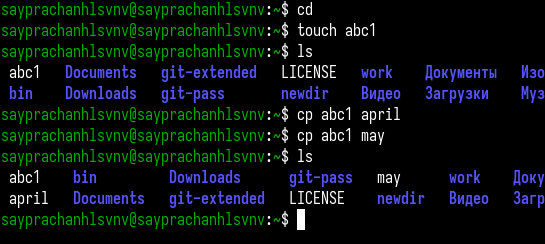 sayprachanhlsvnv@sayprachanhlsvnv:~$ cd
sayprachanhlsvnv@sayprachanhlsvnv:~$ touch abc1
sayprachanhlsvnv@sayprachanhlsvnv:~$ ls
abc1 Documents git-extended LICENSE work Документы Изо
bin Downloads git-pass newdir Видео Загрузки Муз
sayprachanhlsvnv@sayprachanhlsvnv:~$ cp abc1 april
sayprachanhlsvnv@sayprachanhlsvnv:~$ cp abc1 may
sayprachanhlsvnv@sayprachanhlsvnv:~$ ls
abc1 bin Downloads git-pass may work Доку
april Documents git-extended LICENSE newdir Видео Загр
sayprachanhlsvnv@sayprachanhlsvnv:~$